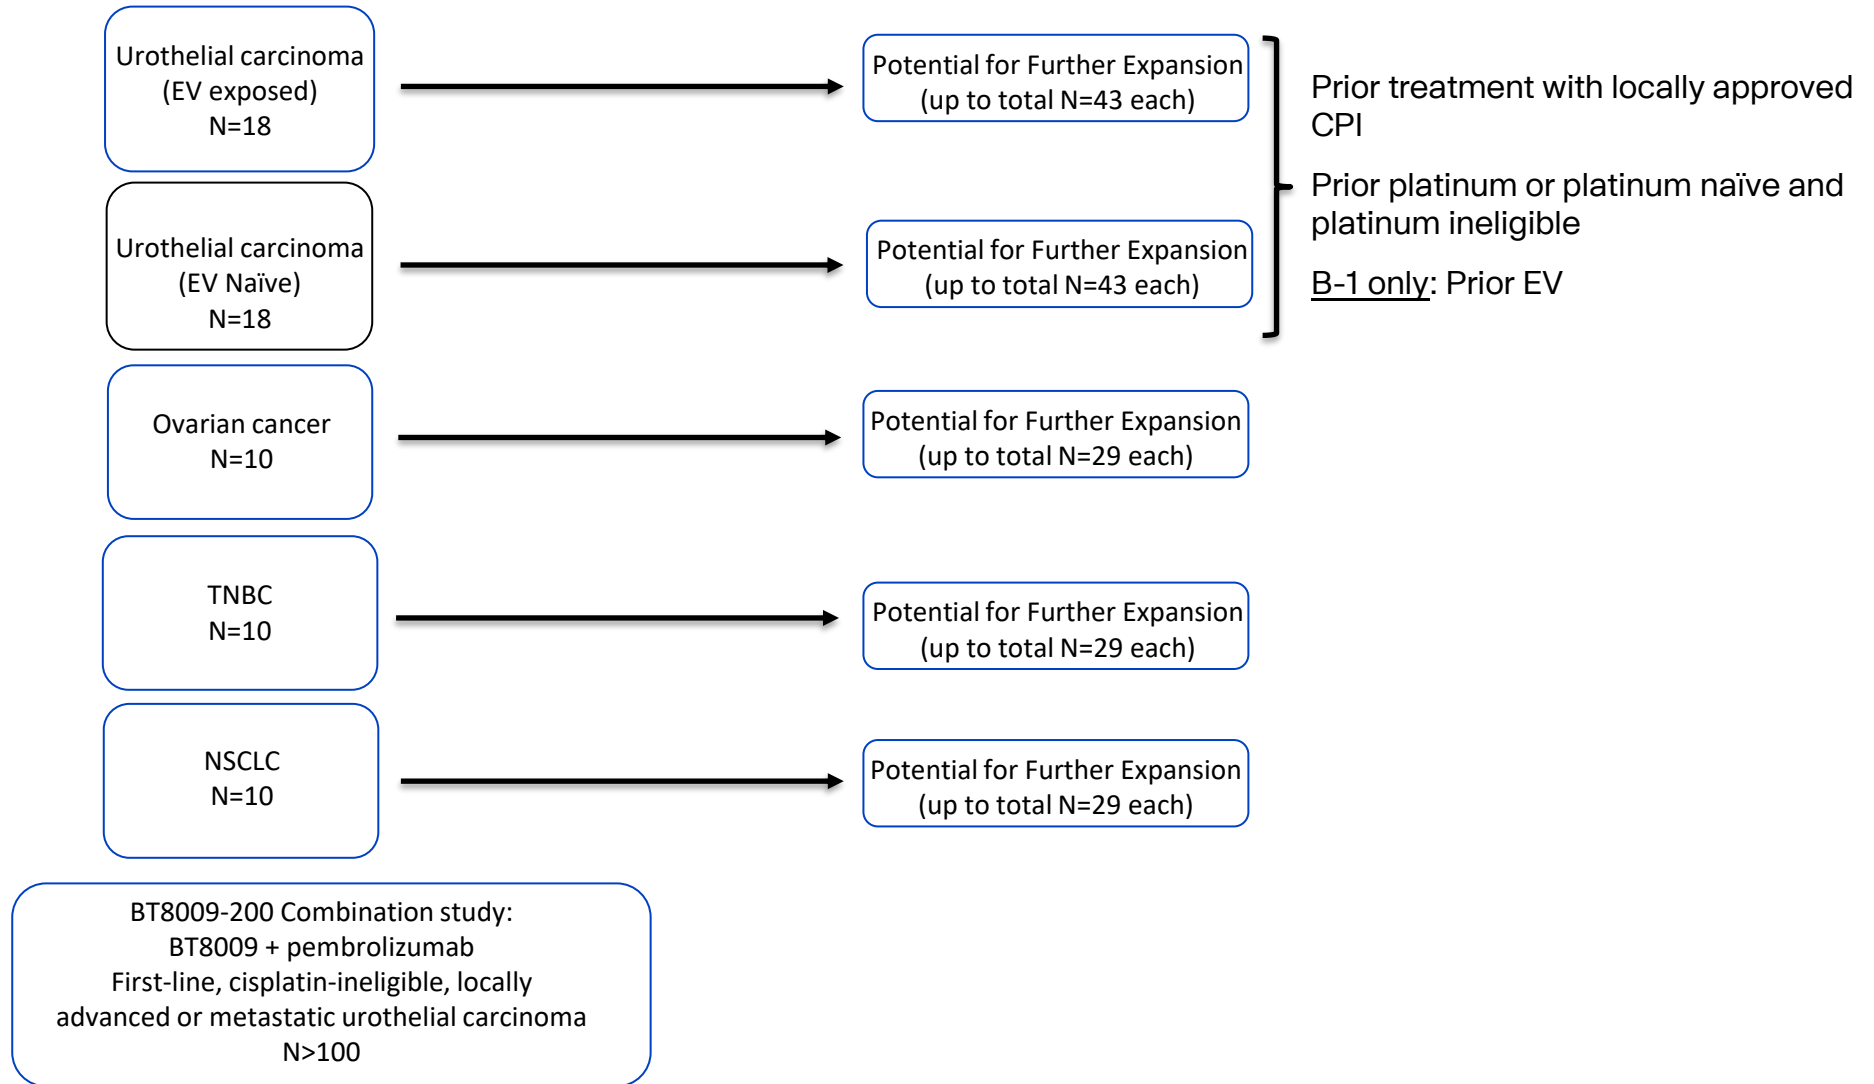 Urothelial carcinoma
(EV exposed)
N=18
Potential for Further Expansion
(up to total N=43 each)
Urothelial carcinoma
(EV Naïve)
N=18
Potential for Further Expansion
(up to total N=43 each)
Prior treatment with locally approved
CPI
Prior platinum or platinum naïve and
platinum ineligible
B-1 only: Prior EV
Ovarian cancer
N=10
Potential for Further Expansion
(up to total N=29 each)
TNBC
N=10
Potential for Further Expansion
(up to total N=29 each)
NSCLC
N=10
Potential for Further Expansion
(up to total N=29 each)
BT8009-200 Combination study:
BT8009 + pembrolizumab
First-line, cisplatin-ineligible, locally
advanced or metastatic urothelial carcinoma
N>100